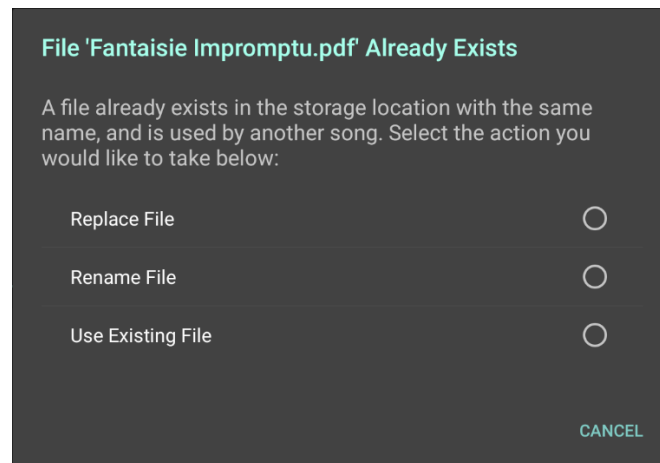 File 'Fantaisie Impromptu.pdf' Already Exists
A file already exists in the storage location with the same
name, and is used by another song. Select the action you
would like to take below:
Replace File
Rename File
Use Existing File
CANCEL